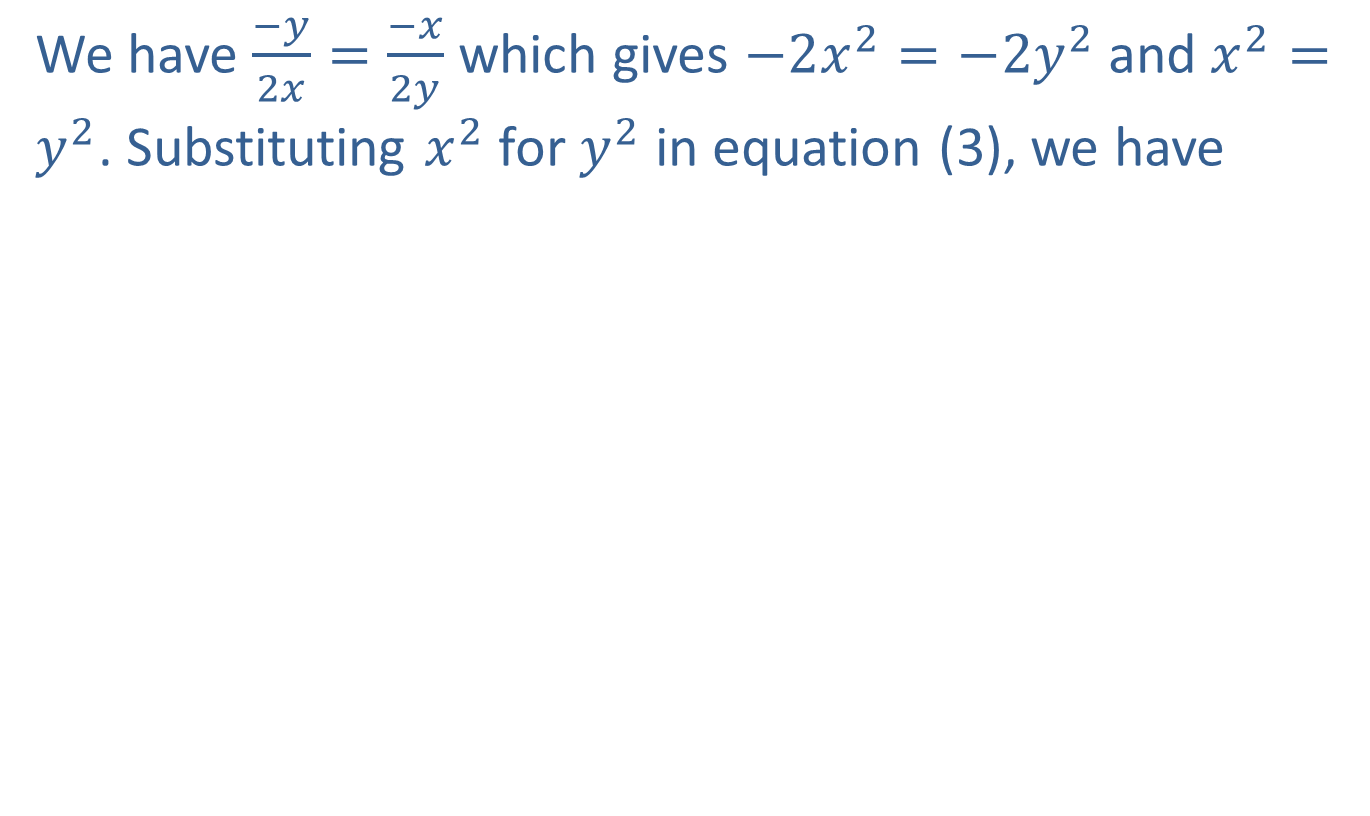 We have −y/2x = −x/2y which gives −2x² = −2y² and x² =
y². Substituting x² for y² in equation (3), we have